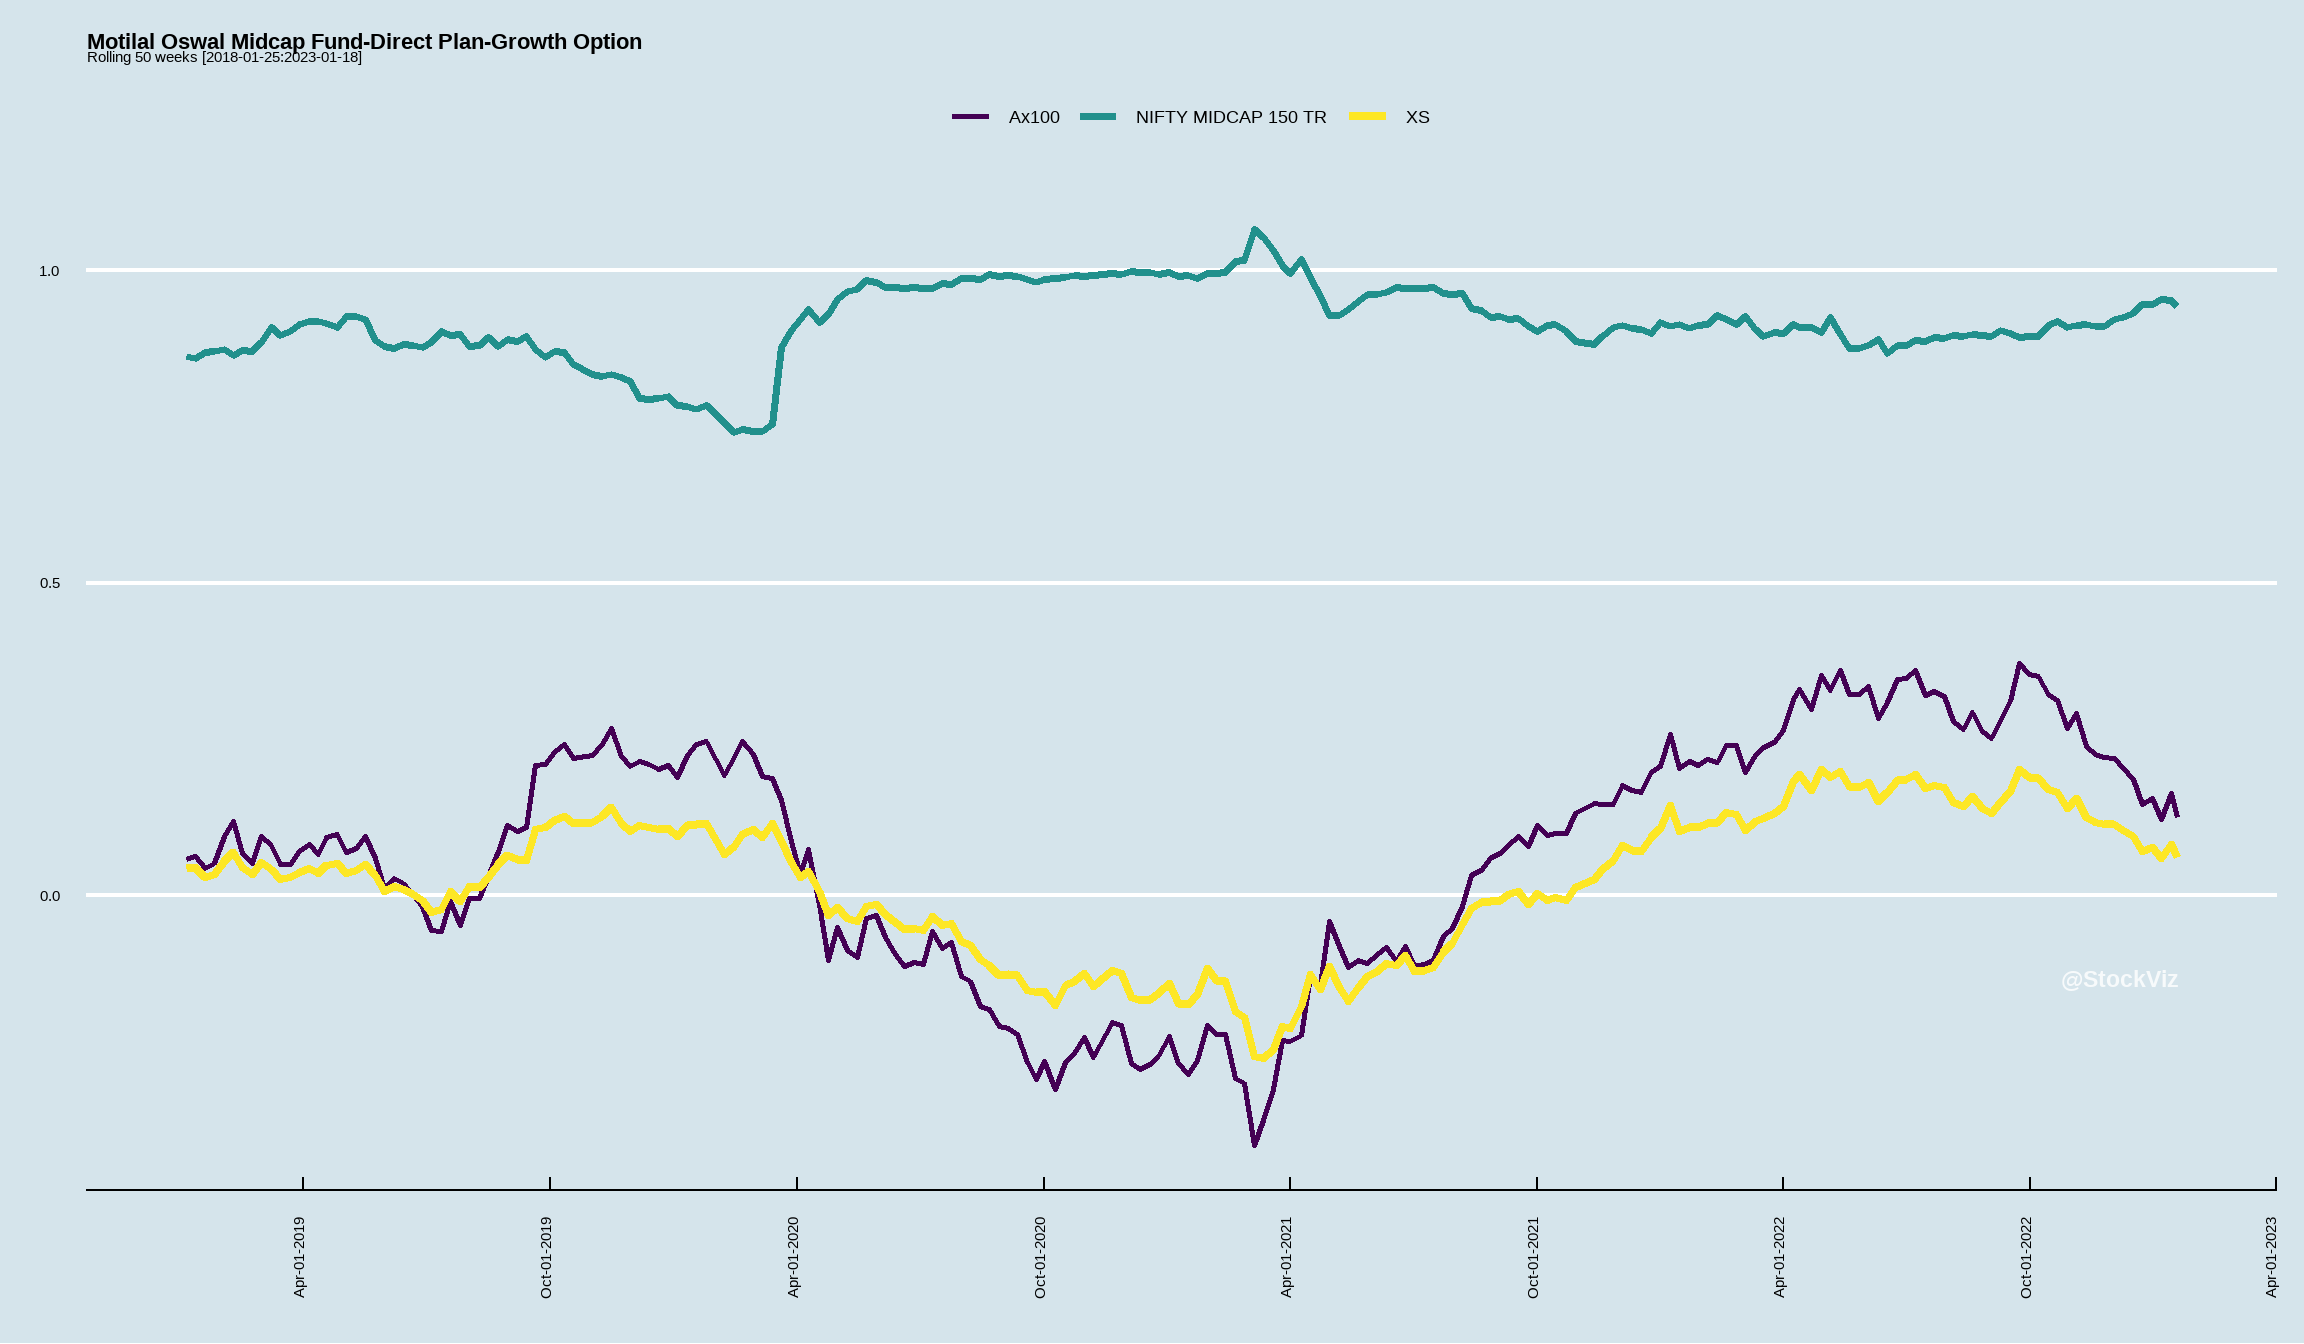 Motilal Oswal Midcap Fund-Direct Plan-Growth Option
Rolling 50 weeks [2018-01-25:2023-01-18]
Ax100 NIFTY MIDCAP 150 TR XS
1.0
0.5
0.0
@StockViz
Apr-01-2019 Oct-01-2019 Apr-01-2020 Oct-01-2020 Apr-01-2021 Oct-01-2021 Apr-01-2022 Oct-01-2022 Apr-01-2023